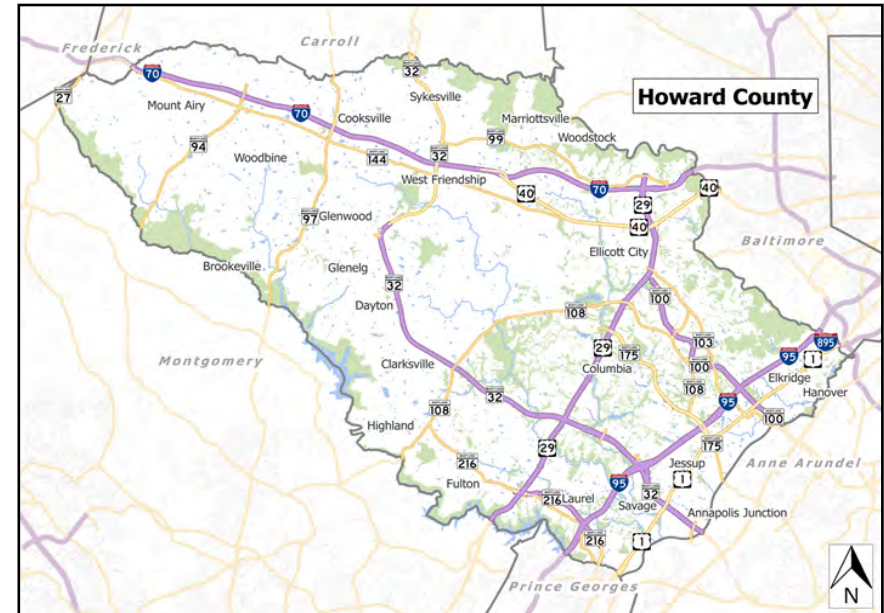 Frederick
Carroll
70
32
27
Mount Airy
Sykesville
Howard County
70
Cooksville
Marriottsville
94
99
Woodstock
Woodbine
144
32
West Friendship
40
70
40
29
97
Glenwood
40
Ellicott City
Baltimore
Brookeville
Glenelg
32
100
Dayton
108
103
895
29
175
95
1
Montgomery
Clarksville
Columbia
100
Elkridge
32
108
Hanover
108
95
100
Highland
29
175
216
Jessup
Anne Arundel
Fulton
95
1
216
Laurel
32
Savage
Annapolis Junction
216
1
Prince Georges
N